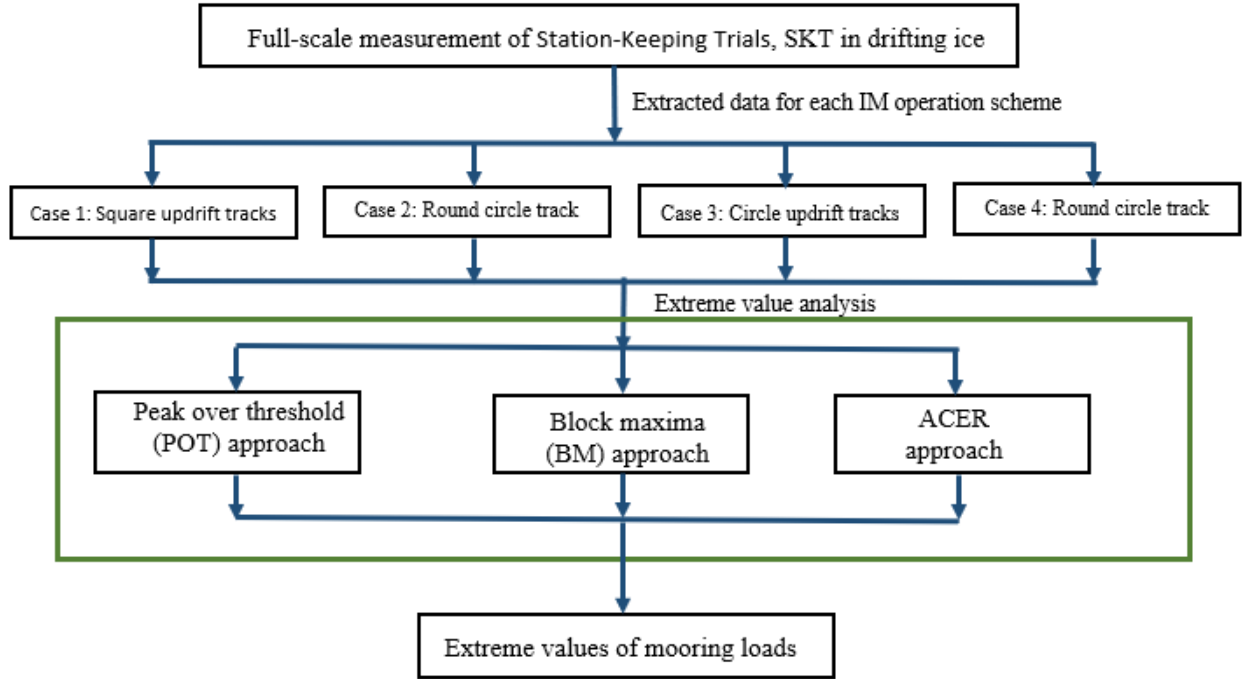 Full-scale measurement of Station-Keeping Trials, SKT in drifting ice
Extracted data for each IM operation scheme
Case 1: Square updrift tracks
Case 2: Round circle track
Case 3: Circle updrift tracks
Case 4: Round circle track
Extreme value analysis
Peak over threshold
(POT) approach
Block maxima
(BM) approach
ACER
approach
Extreme values of mooring loads